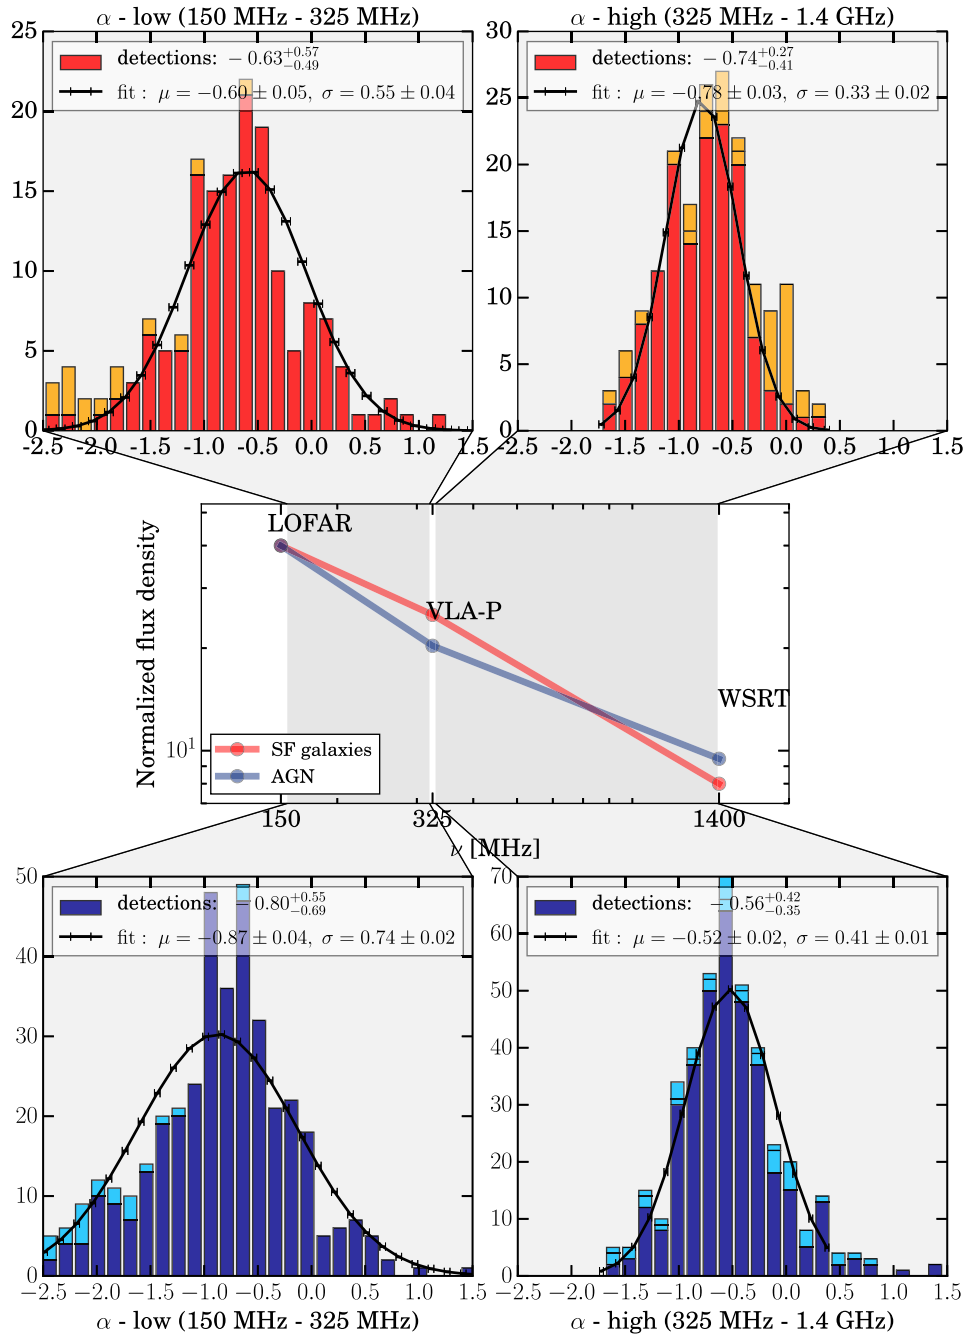 α - low (150 MHz - 325 MHz)
α - high (325 MHz - 1.4 GHz)
detections: −0.63+0.57−0.49
fit : μ = −0.60 ± 0.05, σ = 0.55 ± 0.04
25
20
15
10
5
0
-2.5 -2.0 -1.5 -1.0 -0.5 0.0 0.5 1.0 1.5
detections: −0.74+0.27−0.41
fit : μ = −0.78 ± 0.03, σ = 0.33 ± 0.02
30
25
20
15
10
5
0
-2.5 -2.0 -1.5 -1.0 -0.5 0.0 0.5 1.0 1.5
Normalized flux density
LOFAR
VLA-P
WSRT
10¹
SF galaxies
AGN
150 325 1400
ν [MHz]
detections: −0.80+0.55−0.69
fit : μ = −0.87 ± 0.04, σ = 0.74 ± 0.02
50
40
30
20
10
0
−2.5 −2.0 −1.5 −1.0 −0.5 0.0 0.5 1.0 1.5
α - low (150 MHz - 325 MHz)
detections: −0.56+0.42−0.35
fit : μ = −0.52 ± 0.02, σ = 0.41 ± 0.01
70
60
50
40
30
20
10
0
−2.5 −2.0 −1.5 −1.0 −0.5 0.0 0.5 1.0 1.5
α - high (325 MHz - 1.4 GHz)